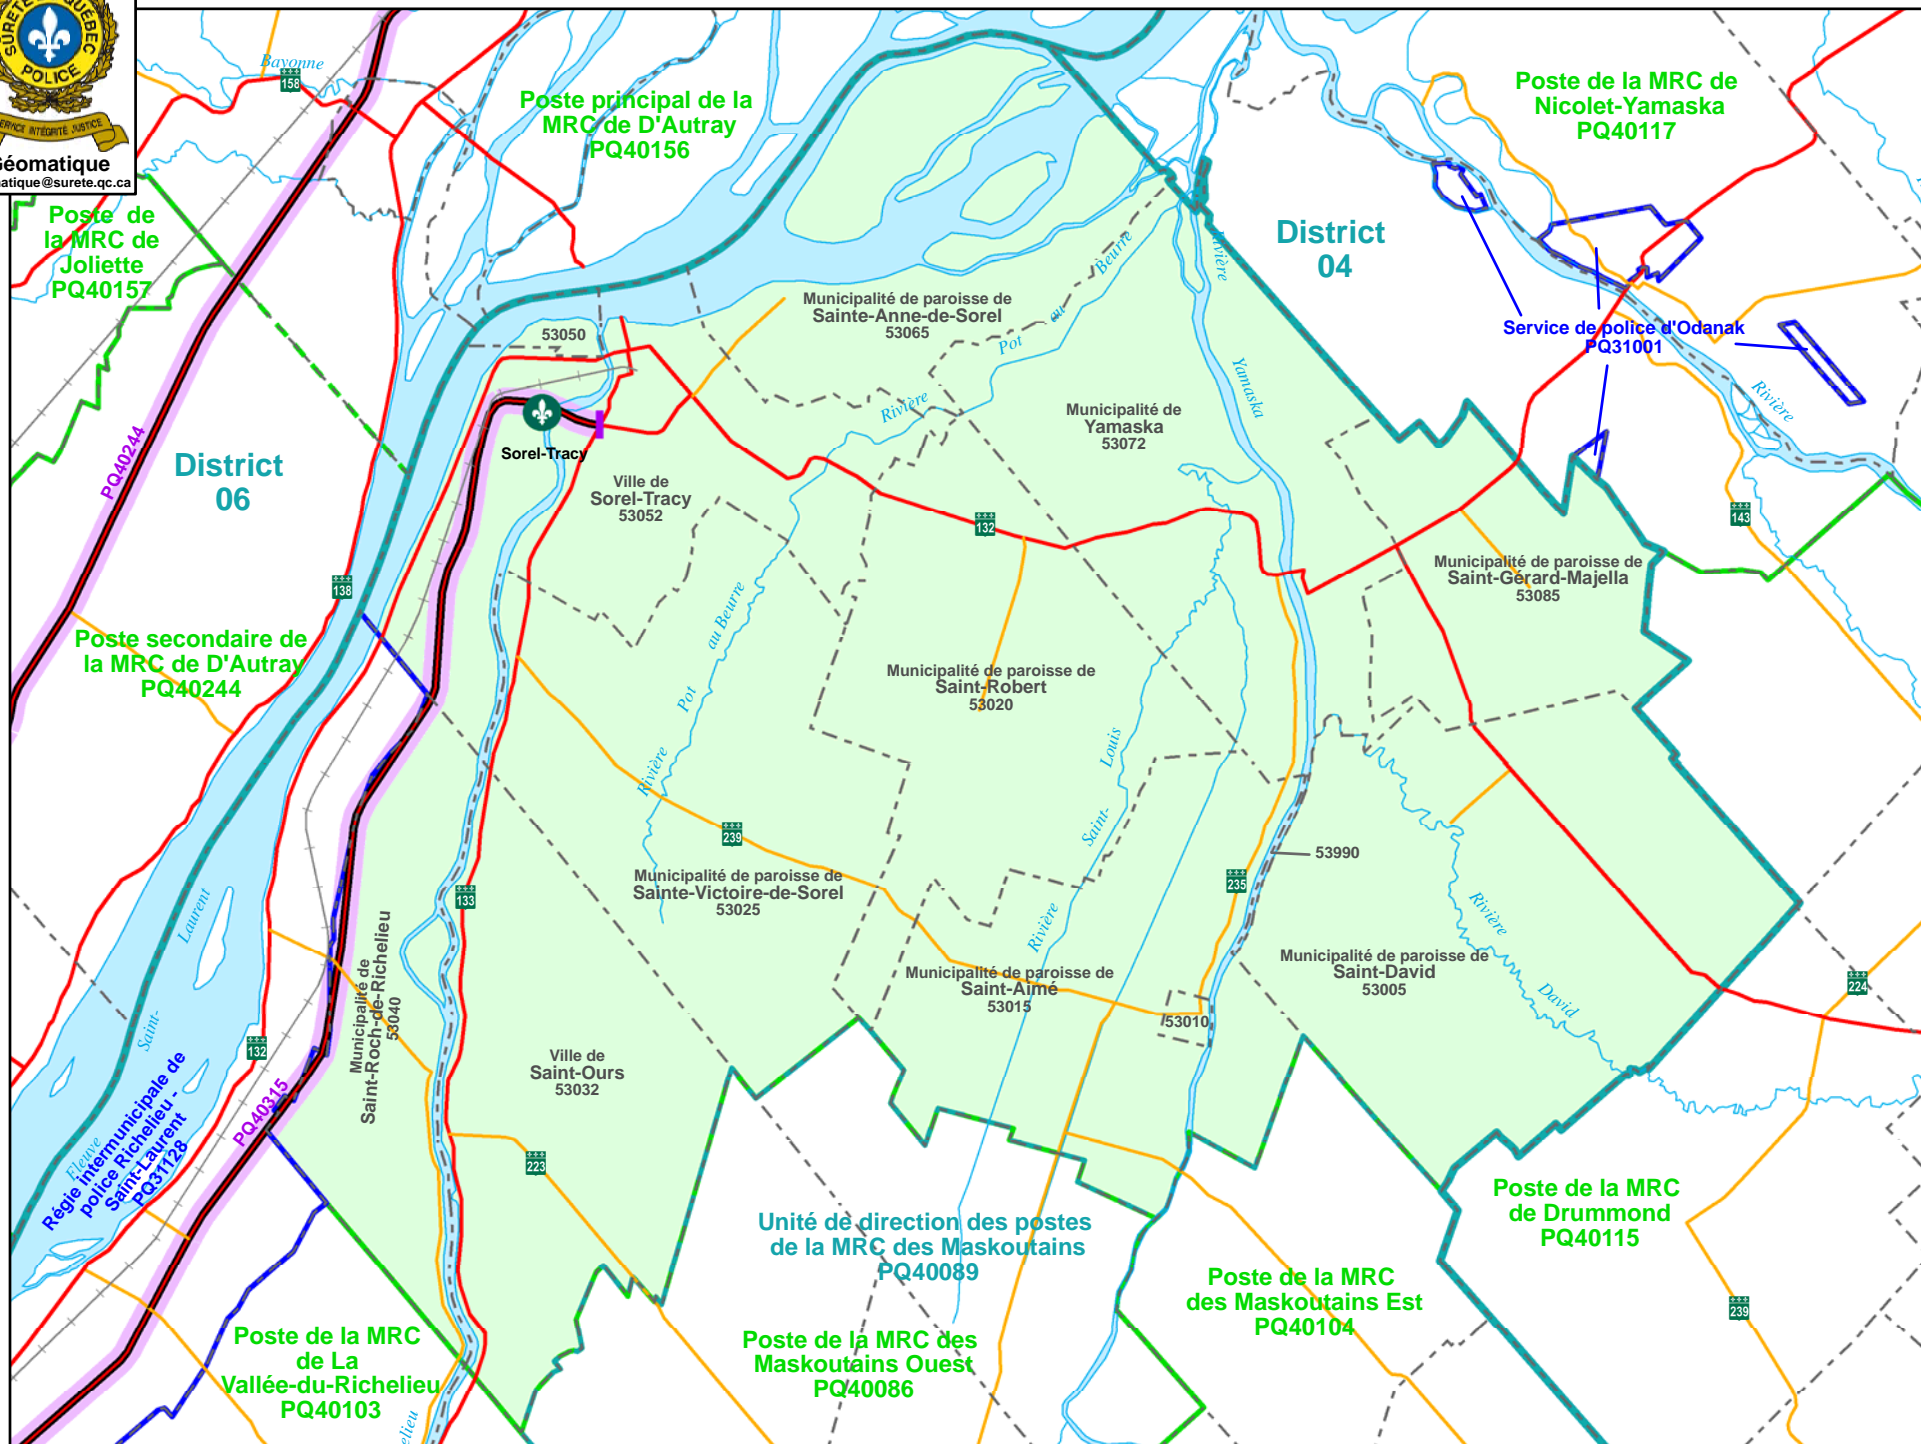 SÛRETÉ DU QUÉBEC
POLICE
SERVICE INTÉGRITÉ JUSTICE
Géomatique
atique@surete.qc.ca
Bayonne
158
Poste principal de la
MRC de D'Autray
PQ40156
Poste de la MRC de
Nicolet-Yamaska
PQ40117
Poste de
la MRC de
Joliette
PQ40157
District
04
Rivière
Beurre
au
Pot
Rivière
Yamaska
Municipalité de paroisse de
Sainte-Anne-de-Sorel
53065
53050
Service de police d'Odanak
PQ31001
Rivière
Municipalité de
Yamaska
53072
PQ40244
District
06
Sorel-Tracy
Ville de
Sorel-Tracy
53052
132
143
Municipalité de paroisse de
Saint-Gérard-Majella
53085
138
Poste secondaire de
la MRC de D'Autray
PQ40244
au Beurre
Pot
Rivière
Municipalité de paroisse de
Saint-Robert
53020
Louis
Saint-
Rivière
239
53990
235
Municipalité de paroisse de
Sainte-Victoire-de-Sorel
53025
133
Rivière
David
Laurent
Saint-
Fleuve
Municipalité de
Saint-Roch-de-Richelieu
53040
Municipalité de paroisse de
Saint-Aimé
53015
Municipalité de paroisse de
Saint-David
53005
224
53010
132
Ville de
Saint-Ours
53032
PQ40315
Régie intermunicipale de
police Richelieu -
Saint-Laurent
PQ31128
223
Unité de direction des postes
de la MRC des Maskoutains
PQ40089
Poste de la MRC
de Drummond
PQ40115
Poste de la MRC
des Maskoutains Est
PQ40104
239
Poste de la MRC
de La
Vallée-du-Richelieu
PQ40103
Poste de la MRC des
Maskoutains Ouest
PQ40086
elieu